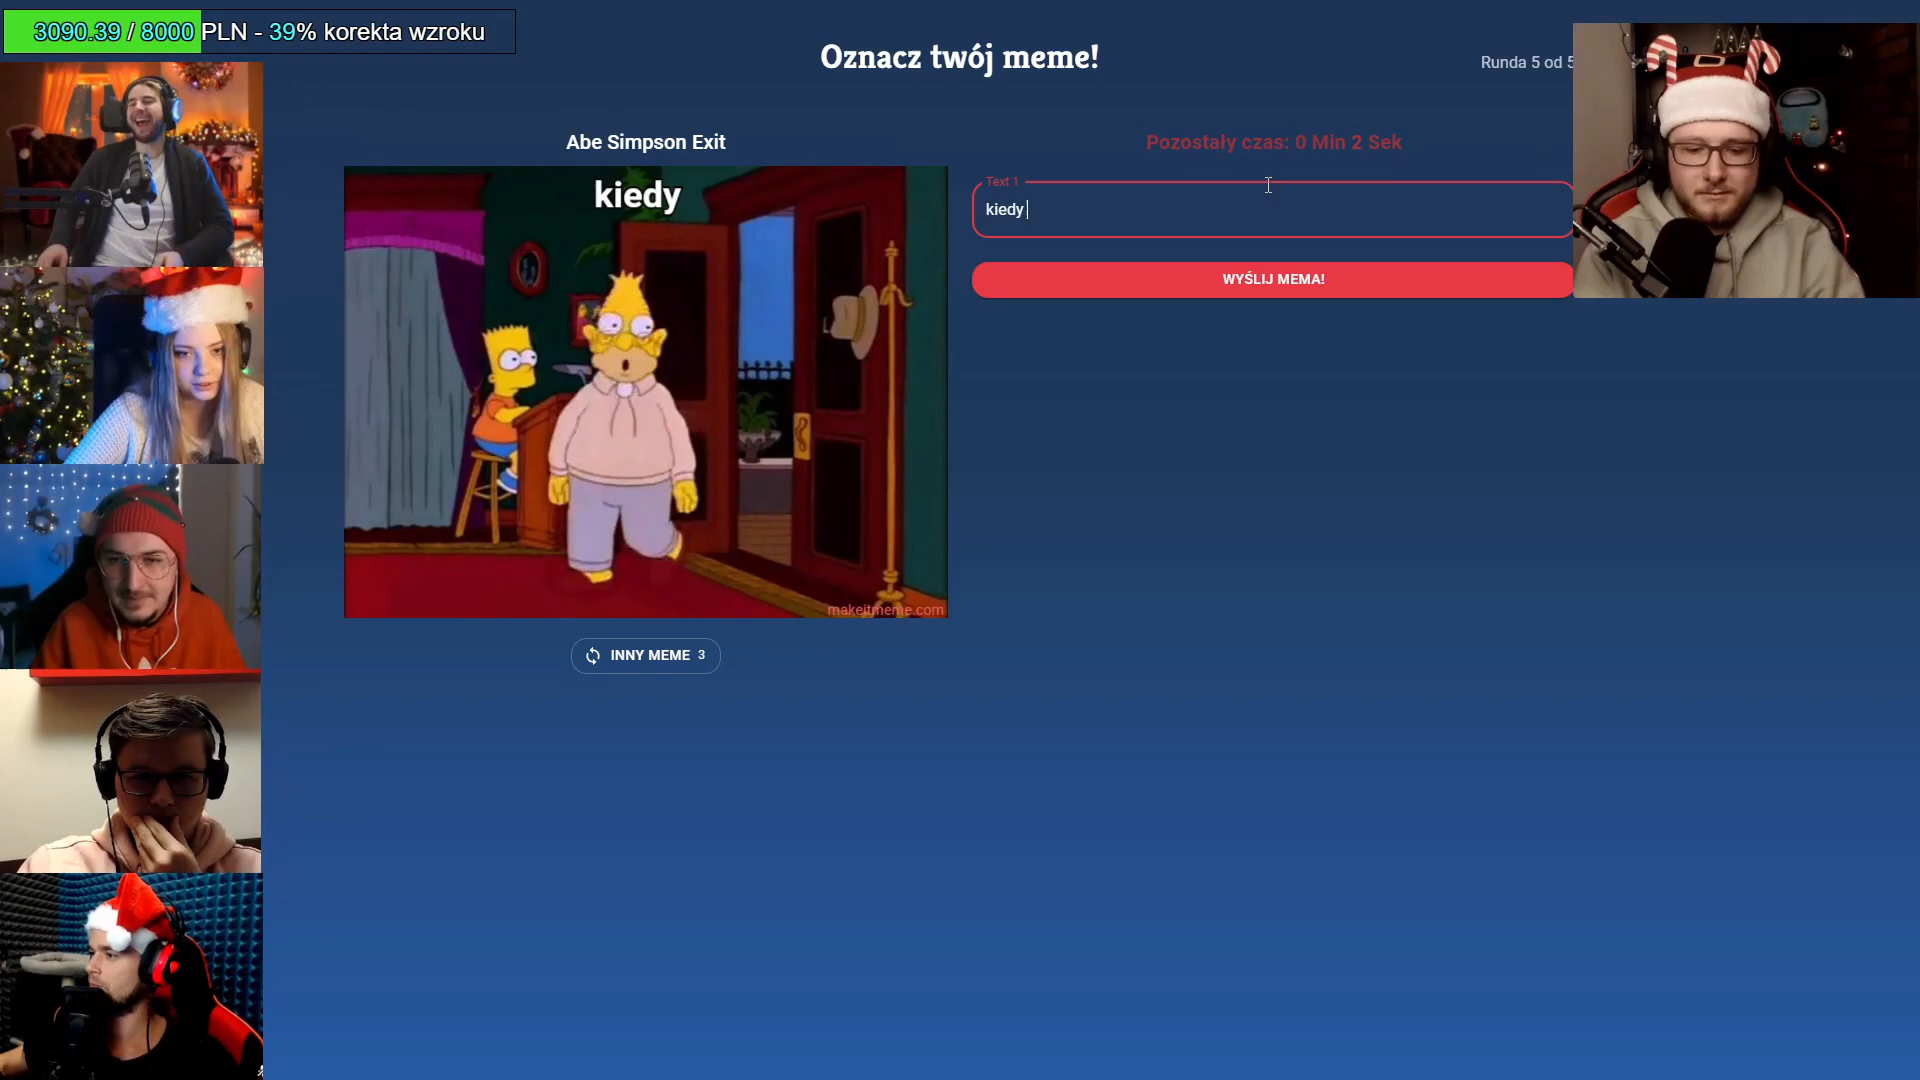 3090.39 / 8000 PLN - 39% korekta wzroku
Oznacz twój meme!
Runda 5 od 5
Abe Simpson Exit
Pozostały czas: 0 Min 2 Sek
kiedy
Text 1
kiedy
WYŚLIJ MEMA!
makeitmeme.com
INNY MEME 3